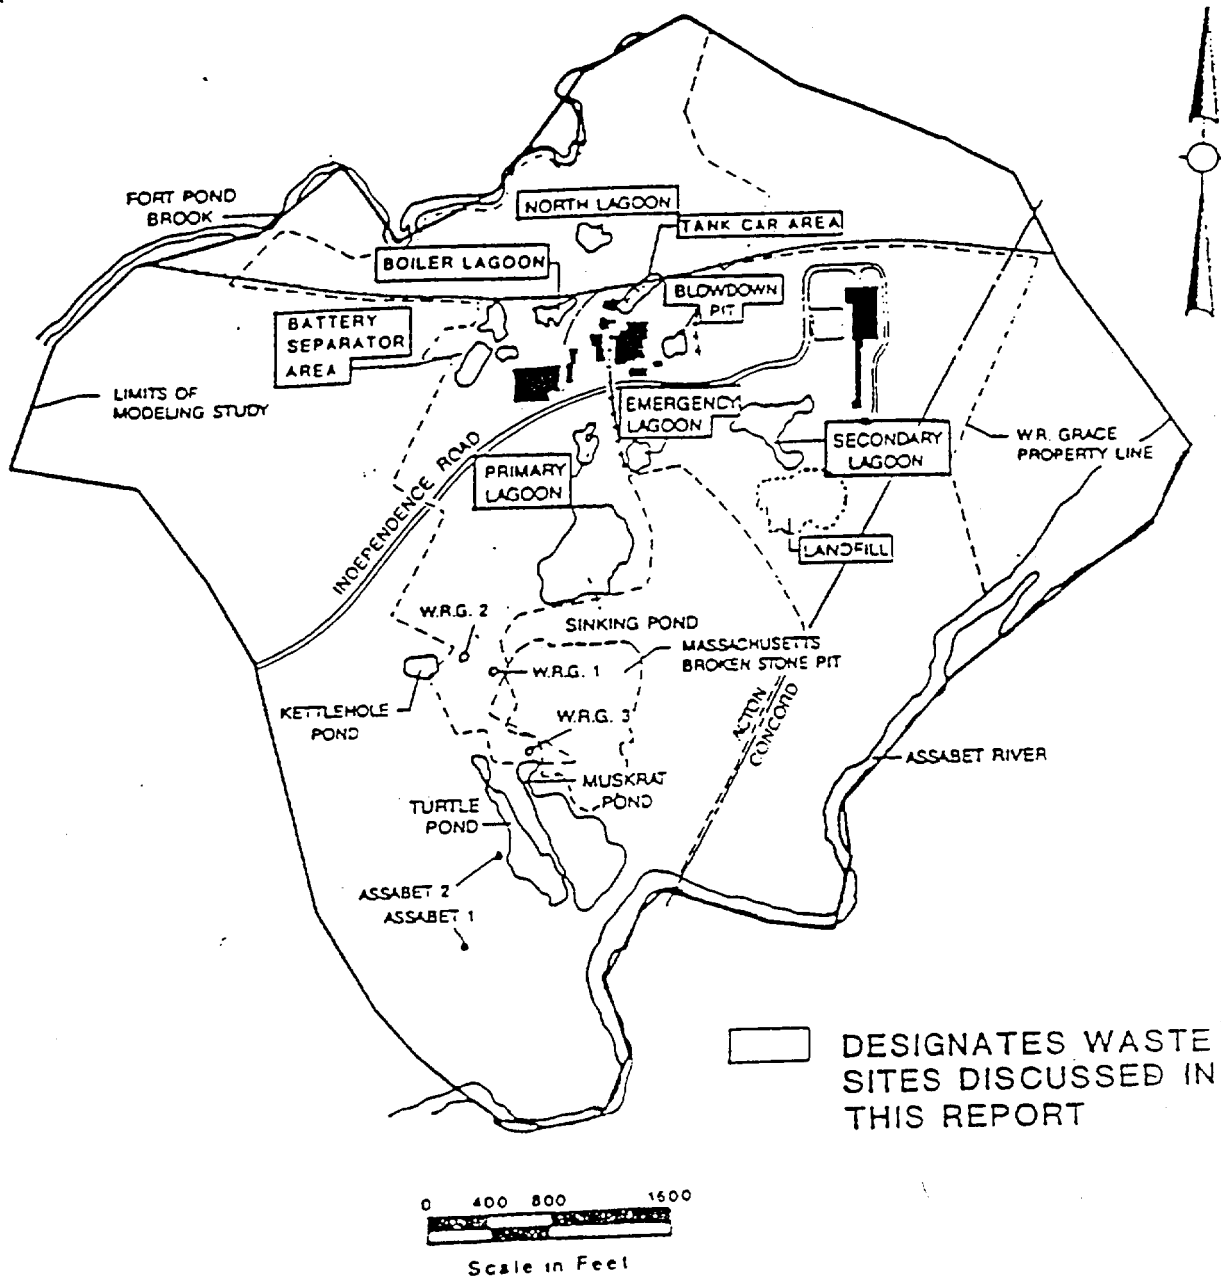 FORT POND
BROOK
NORTH LAGOON
TANK CAR AREA
BOILER LAGOON
BLOWDOWN
PIT
BATTERY
SEPARATOR
AREA
LIMITS OF
MODELING STUDY
EMERGENCY
LAGOON
SECONDARY
LAGOON
W.R. GRACE
PROPERTY LINE
PRIMARY
LAGOON
INDEPENDENCE ROAD
LANDFILL
W.R.G. 2
SINKING POND
MASSACHUSETTS
BROKEN STONE PIT
W.R.G. 1
KETTLEHOLE
POND
W.R.G. 3
ACTON
CONCORD
ASSABET RIVER
MUSKRAT
POND
TURTLE
POND
ASSABET 2
ASSABET 1
DESIGNATES WASTE
SITES DISCUSSED IN
THIS REPORT
0 400 800 1600
Scale in Feet